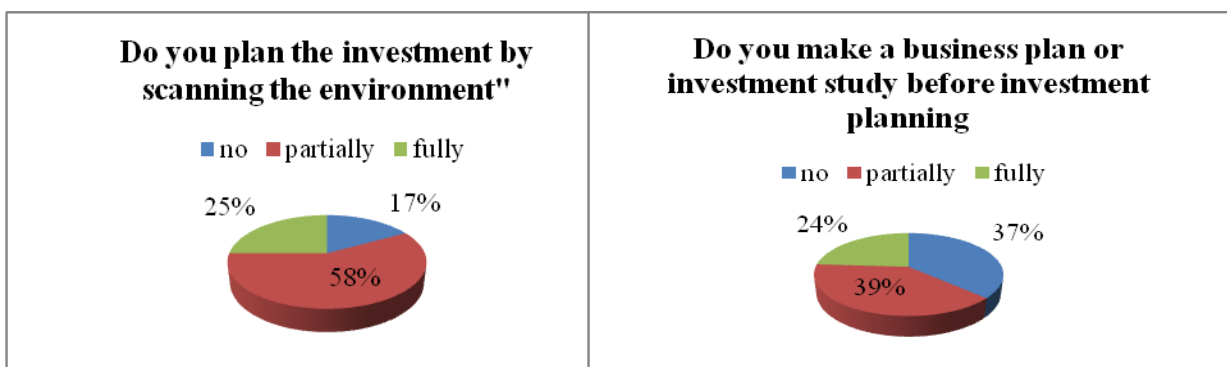 Do you plan the investment by
scanning the environment"
no partially fully
25% 17%
58%
Do you make a business plan or
investment study before investment
planning
no partially fully
24% 37%
39%